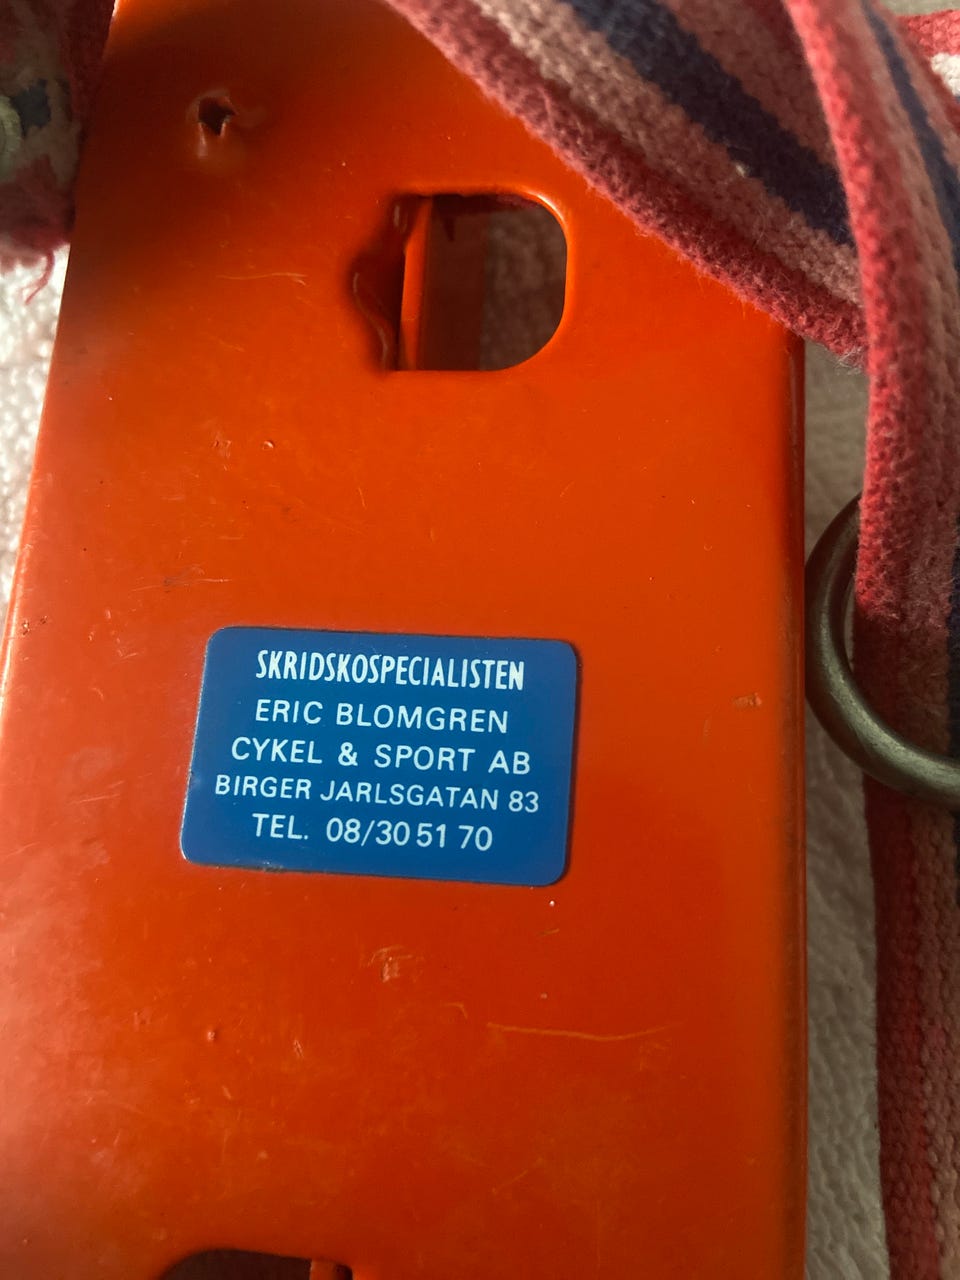 SKRIDSKOSPECIALISTEN
ERIC BLOMGREN
CYKEL & SPORT AB
BIRGER JARLSGATAN 83
TEL. 08/30 51 70